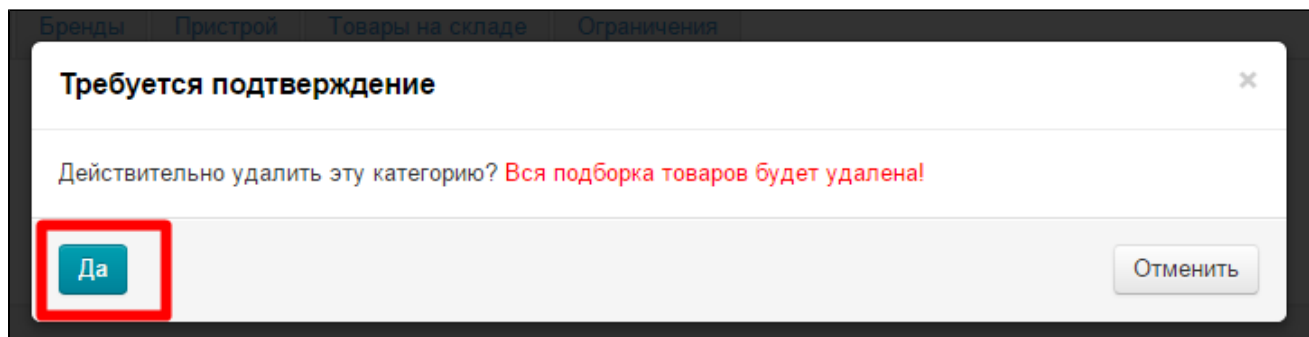 Бренды Пристрой Товары на складе Ограничения
Требуется подтверждение ×
Действительно удалить эту категорию? Вся подборка товаров будет удалена!
Да Отменить